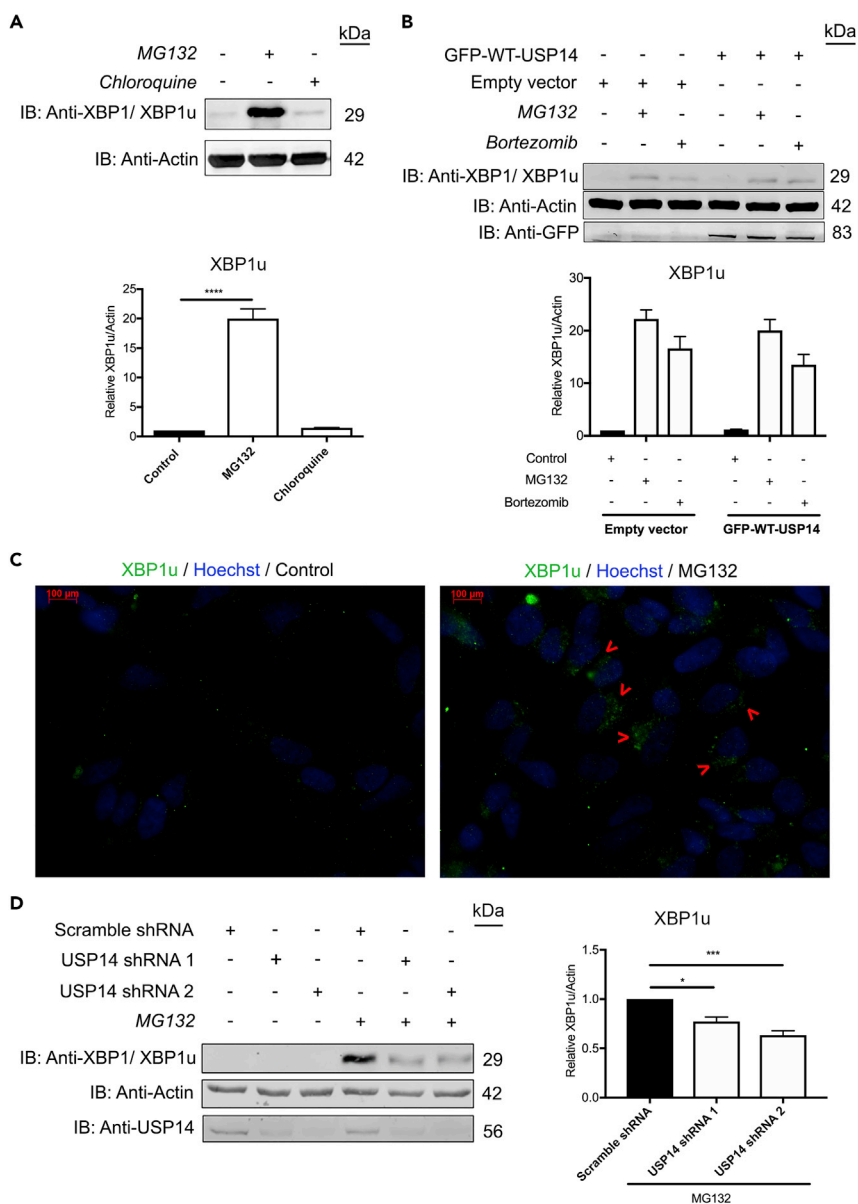 A
kDa
MG132 - + -
Chloroquine - - +
IB: Anti-XBP1/ XBP1u 29
IB: Anti-Actin 42
XBP1u
Relative XBP1u/Actin
25
20
15
10
5
0
Control
MG132
Chloroquine
****
B
kDa
GFP-WT-USP14 - - - + + +
Empty vector + + + - - -
MG132 - + - - + -
Bortezomib - - + - - +
IB: Anti-XBP1/ XBP1u 29
IB: Anti-Actin 42
IB: Anti-GFP 83
XBP1u
Relative XBP1u/Actin
30
20
10
0
Control + - - + - -
MG132 - + - - + -
Bortezomib - - + - - +
Empty vector GFP-WT-USP14
C
XBP1u / Hoechst / Control
100 µm
XBP1u / Hoechst / MG132
100 µm
D
kDa
Scramble shRNA + - - + - -
USP14 shRNA 1 - + - - + -
USP14 shRNA 2 - - + - - +
MG132 - - - + + +
IB: Anti-XBP1/ XBP1u 29
IB: Anti-Actin 42
IB: Anti-USP14 56
XBP1u
Relative XBP1u/Actin
1.5
1.0
0.5
0.0
***
*
Scramble shRNA
USP14 shRNA 1
USP14 shRNA 2
MG132